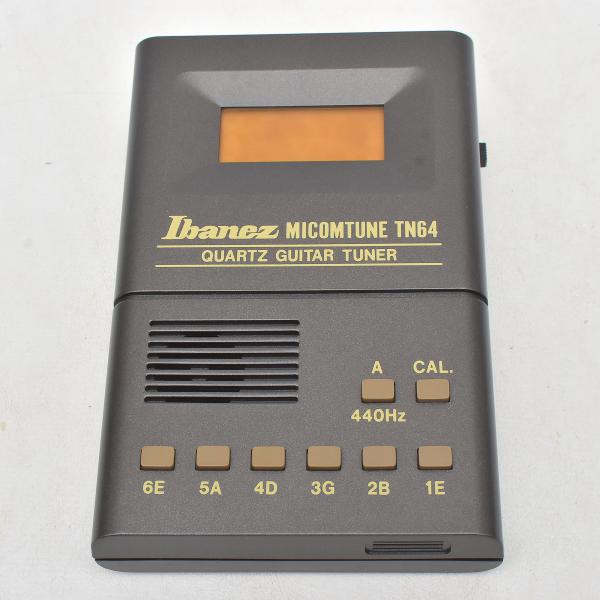 Ibanez MICOMTUNE TN64
QUARTZ GUITAR TUNER
A CAL.
440Hz
6E 5A 4D 3G 2B 1E